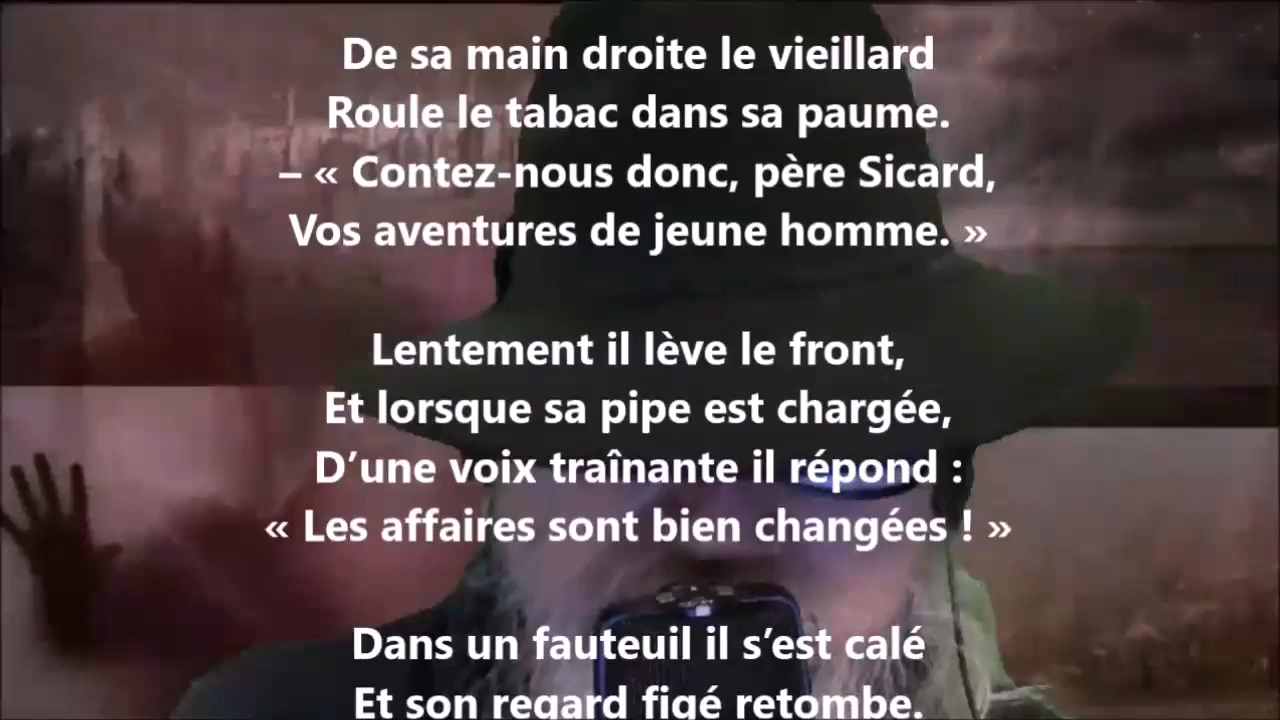 De sa main droite le vieillard
Roule le tabac dans sa paume.
– « Contez-nous donc, père Sicard,
Vos aventures de jeune homme. »
Lentement il lève le front,
Et lorsque sa pipe est chargée,
D’une voix traînante il répond :
« Les affaires sont bien changées ! »
Dans un fauteuil il s’est calé
Et son regard figé retombe.